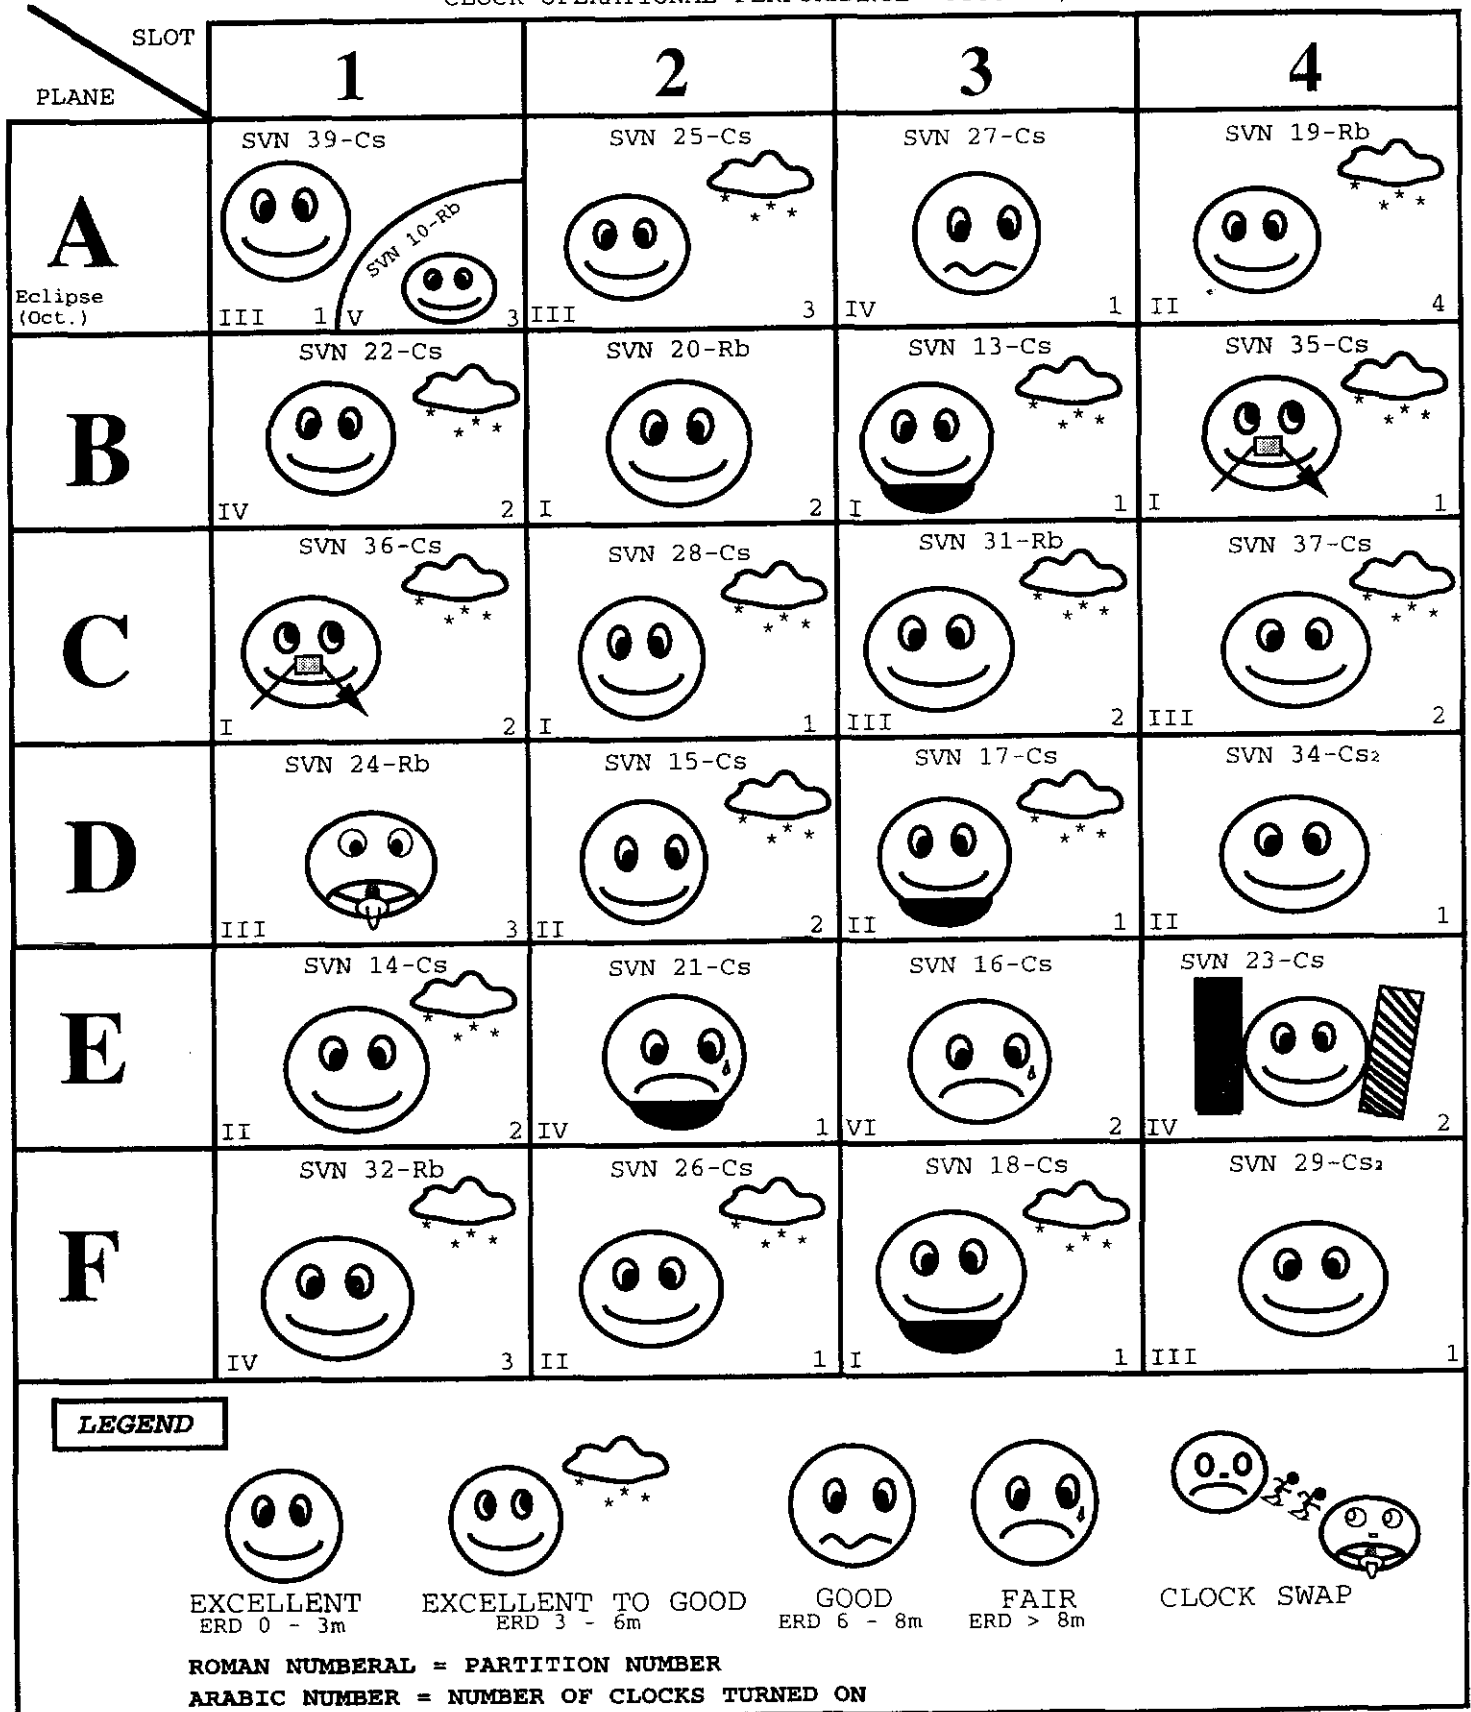 SLOT
PLANE
1 2 3 4
A
Eclipse
(Oct.)
SVN 39-Cs
III 1
SVN 10-Rb
V 3
SVN 25-Cs
III 3
SVN 27-Cs
IV 1
SVN 19-Rb
II 4
B
SVN 22-Cs
IV 2
SVN 20-Rb
I 2
SVN 13-Cs
I 1
SVN 35-Cs
I 1
C
SVN 36-Cs
I 2
SVN 28-Cs
I 1
SVN 31-Rb
III 2
SVN 37-Cs
III 2
D
SVN 24-Rb
III 3
SVN 15-Cs
II 2
SVN 17-Cs
II 1
SVN 34-Cs2
II 1
E
SVN 14-Cs
II 2
SVN 21-Cs
IV 1
SVN 16-Cs
VI 2
SVN 23-Cs
IV 2
F
SVN 32-Rb
IV 3
SVN 26-Cs
II 1
SVN 18-Cs
I 1
SVN 29-Cs2
III 1
LEGEND
EXCELLENT
ERD 0 - 3m
EXCELLENT TO GOOD
ERD 3 - 6m
GOOD
ERD 6 - 8m
FAIR
ERD > 8m
CLOCK SWAP
ROMAN NUMBERAL = PARTITION NUMBER
ARABIC NUMBER = NUMBER OF CLOCKS TURNED ON